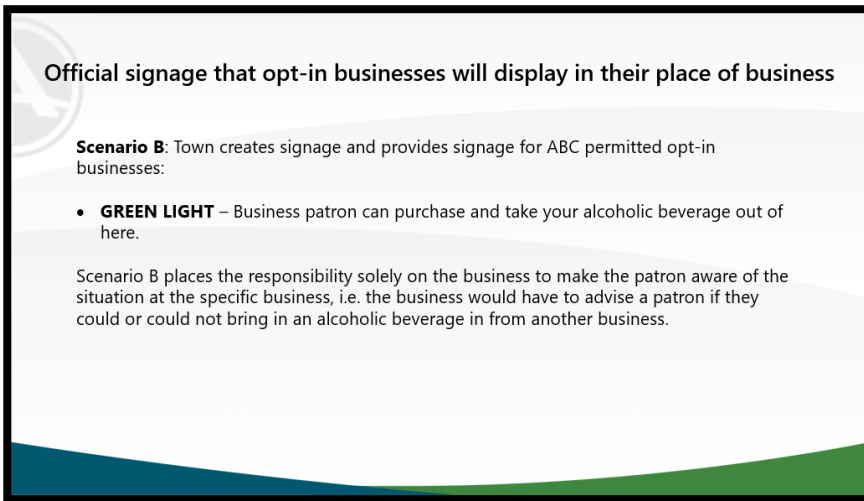 Official signage that opt-in businesses will display in their place of business
Scenario B: Town creates signage and provides signage for ABC permitted opt-in
businesses:
• GREEN LIGHT – Business patron can purchase and take your alcoholic beverage out of
here.
Scenario B places the responsibility solely on the business to make the patron aware of the
situation at the specific business, i.e. the business would have to advise a patron if they
could or could not bring in an alcoholic beverage in from another business.